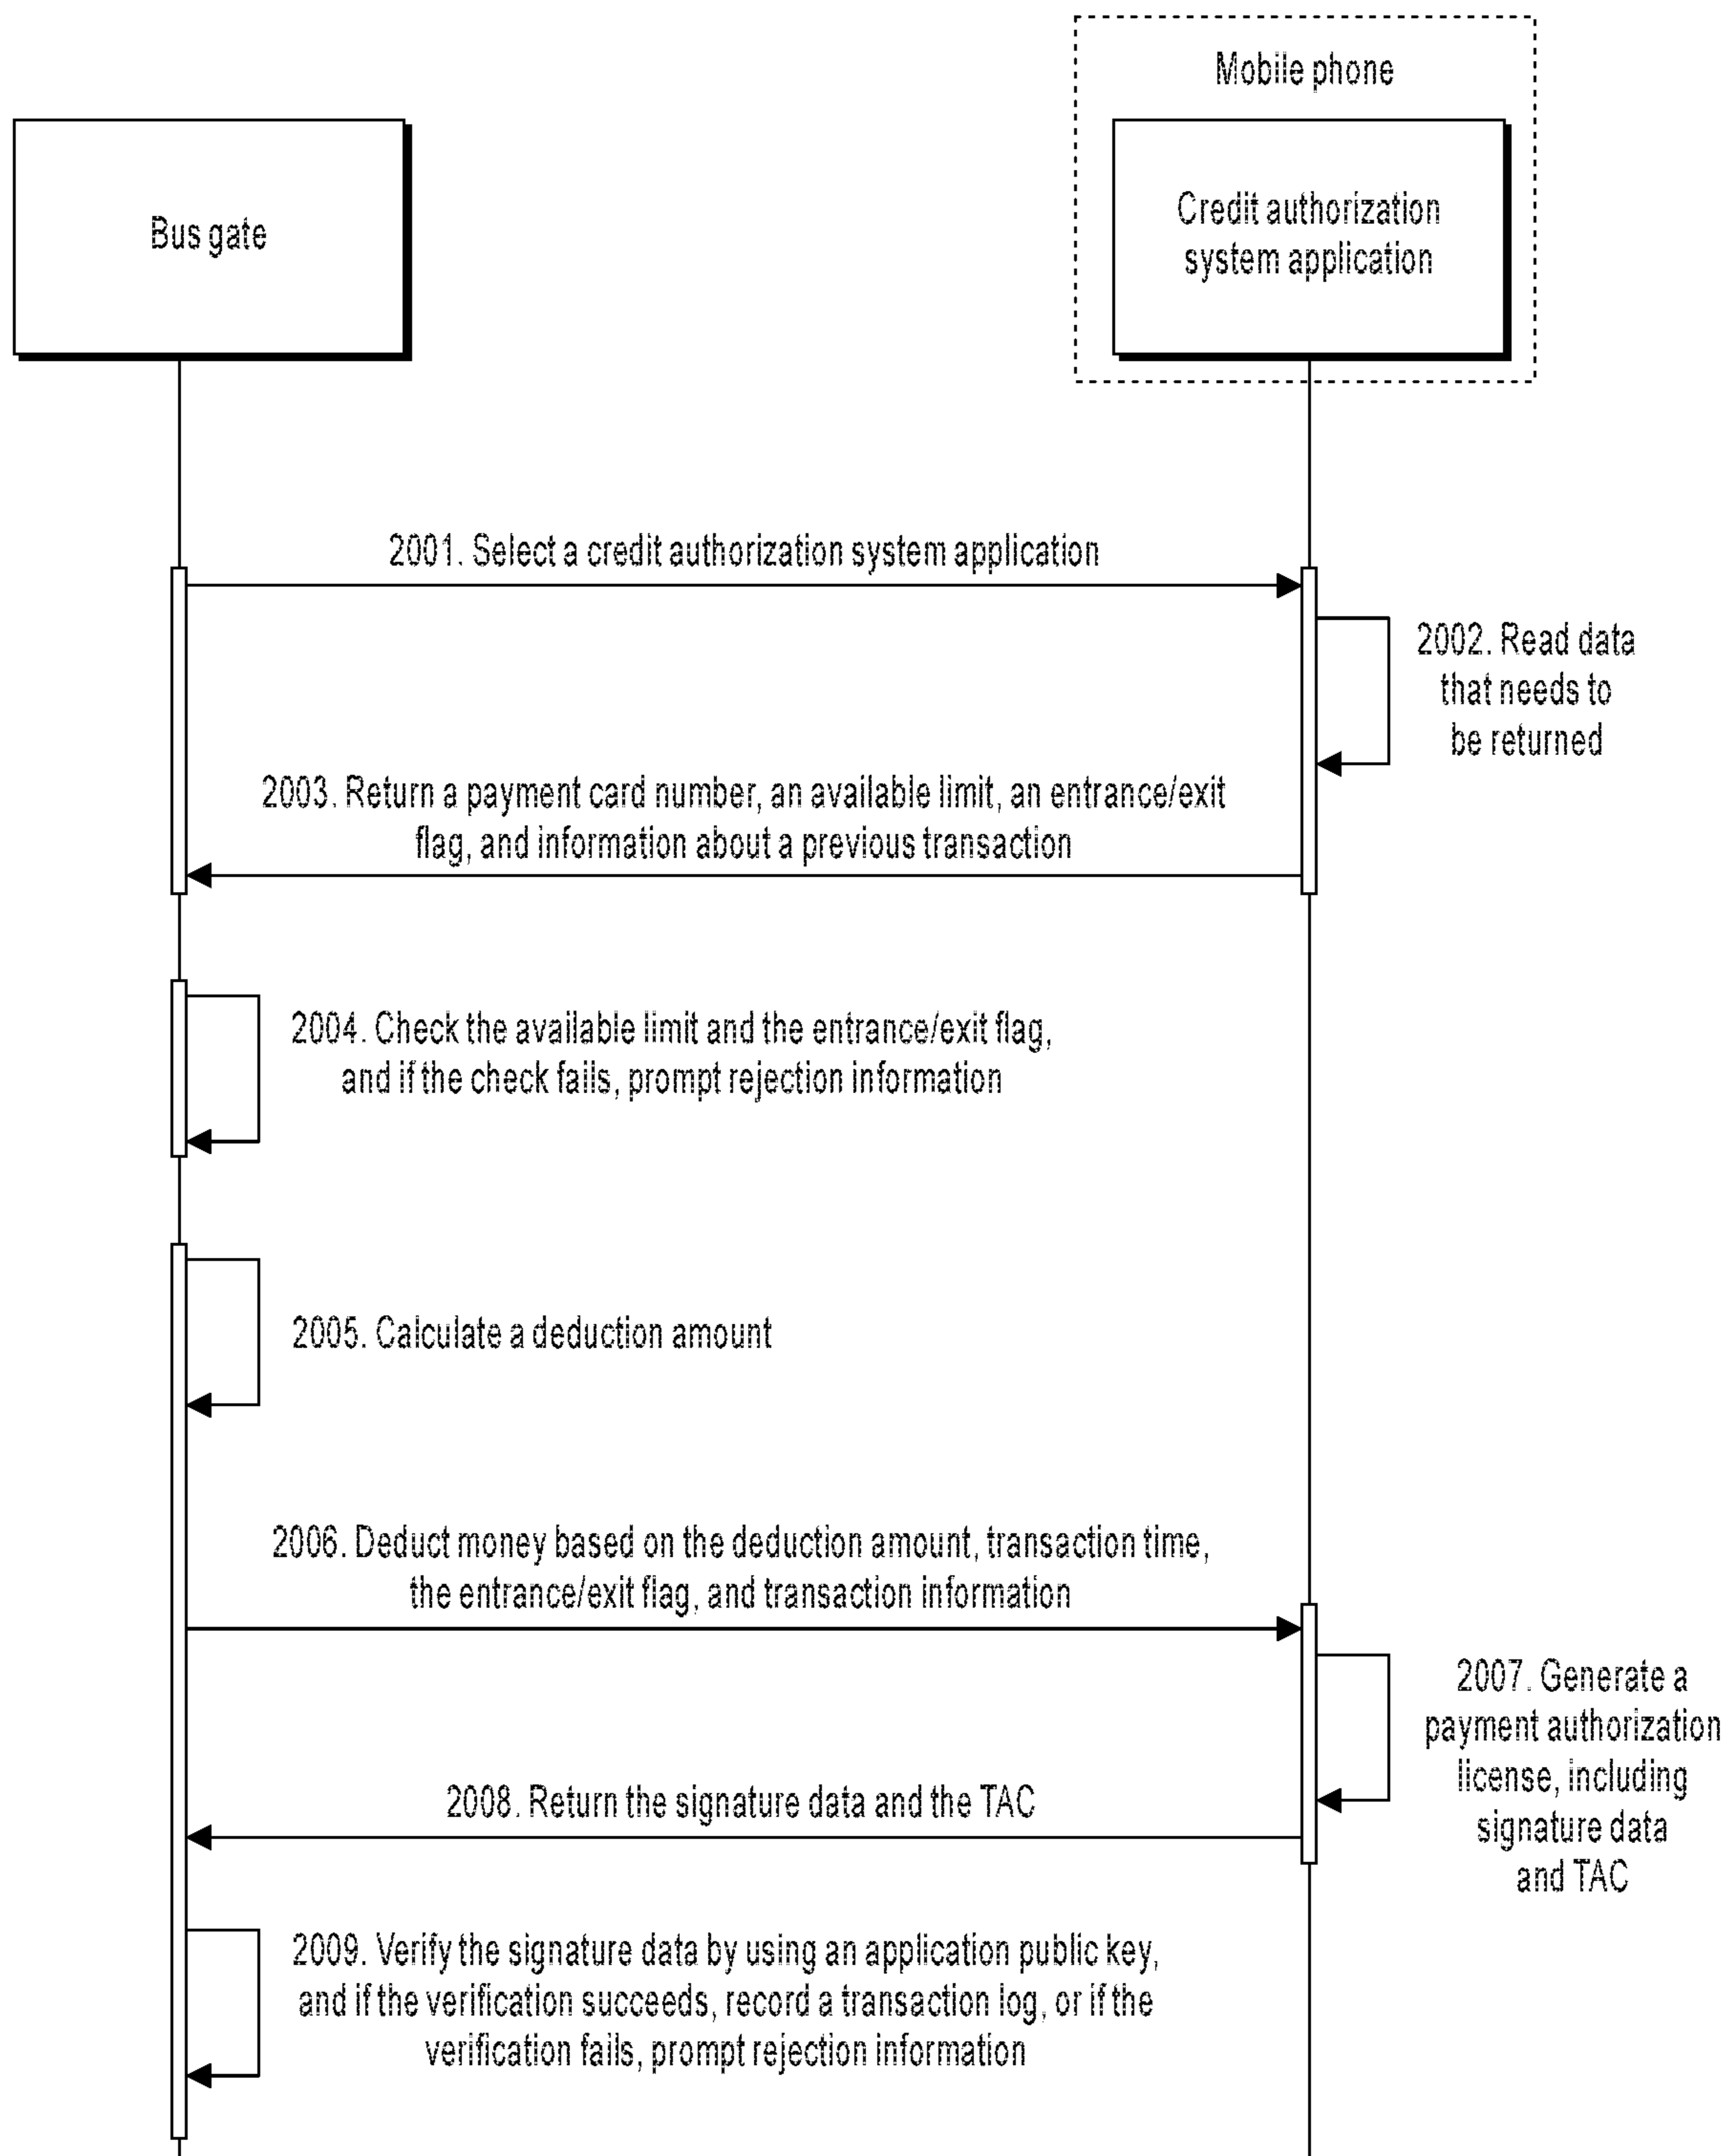 Mobile phone
Bus gate
Credit authorization
system application
2001. Select a credit authorization system application
2002. Read data
that needs to
be returned
2003. Return a payment card number, an available limit, an entrance/exit
flag, and information about a previous transaction
2004. Check the available limit and the entrance/exit flag,
and if the check fails, prompt rejection information
2005. Calculate a deduction amount
2006. Deduct money based on the deduction amount, transaction time,
the entrance/exit flag, and transaction information
2007. Generate a
payment authorization
license, including
signature data
and TAC
2008. Return the signature data and the TAC
2009. Verify the signature data by using an application public key,
and if the verification succeeds, record a transaction log, or if the
verification fails, prompt rejection information